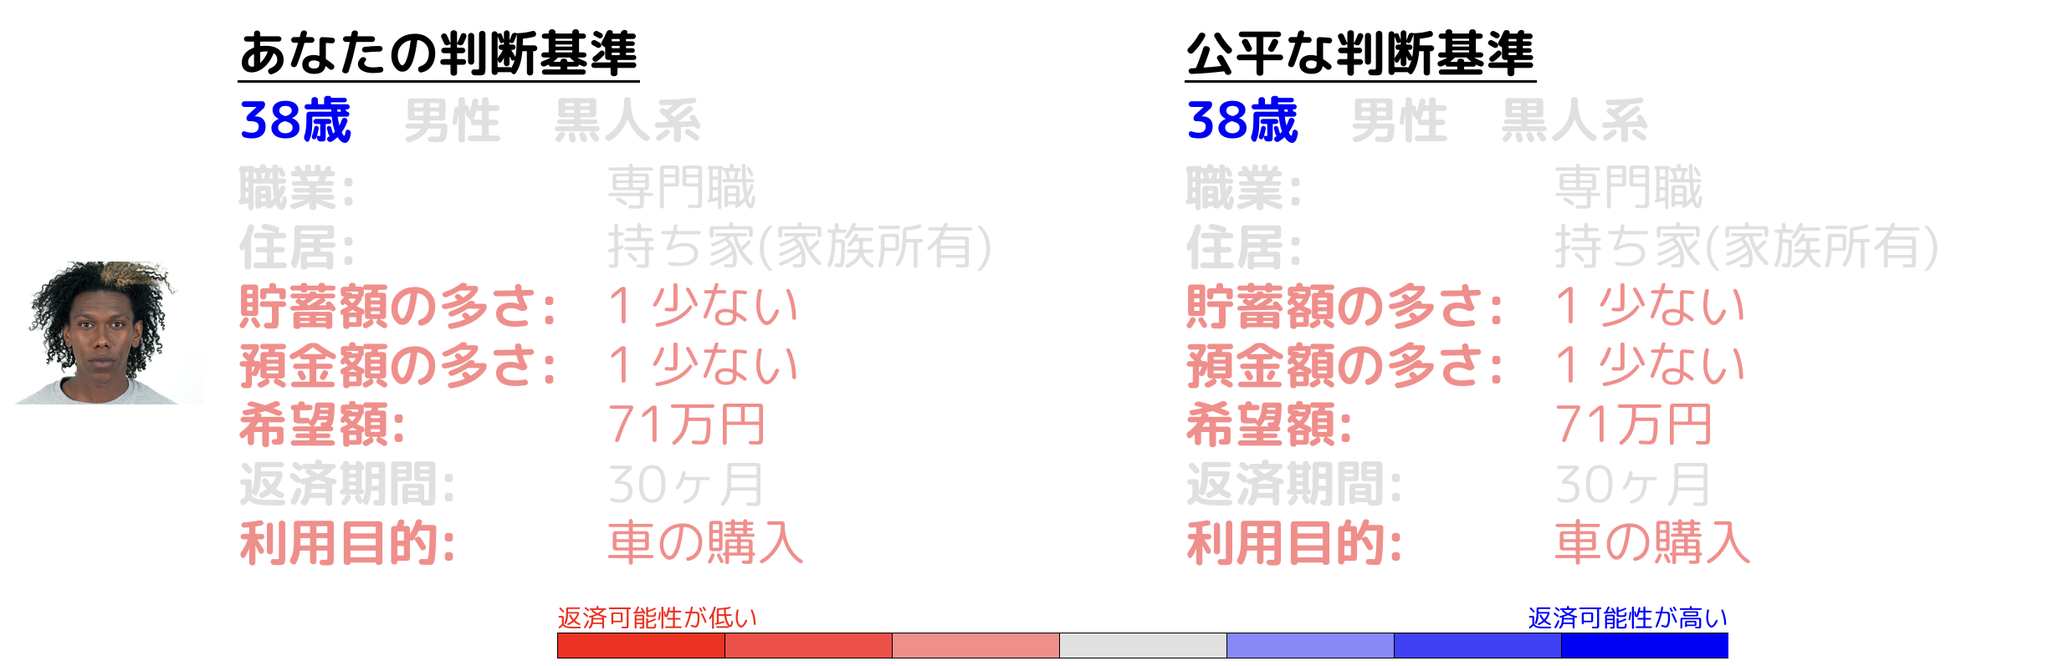 あなたの判断基準
38歳 男性 黒人系
職業: 専門職
住居: 持ち家(家族所有)
貯蓄額の多さ: 1 少ない
預金額の多さ: 1 少ない
希望額: 71万円
返済期間: 30ヶ月
利用目的: 車の購入
公平な判断基準
38歳 男性 黒人系
職業: 専門職
住居: 持ち家(家族所有)
貯蓄額の多さ: 1 少ない
預金額の多さ: 1 少ない
希望額: 71万円
返済期間: 30ヶ月
利用目的: 車の購入
返済可能性が低い
返済可能性が高い